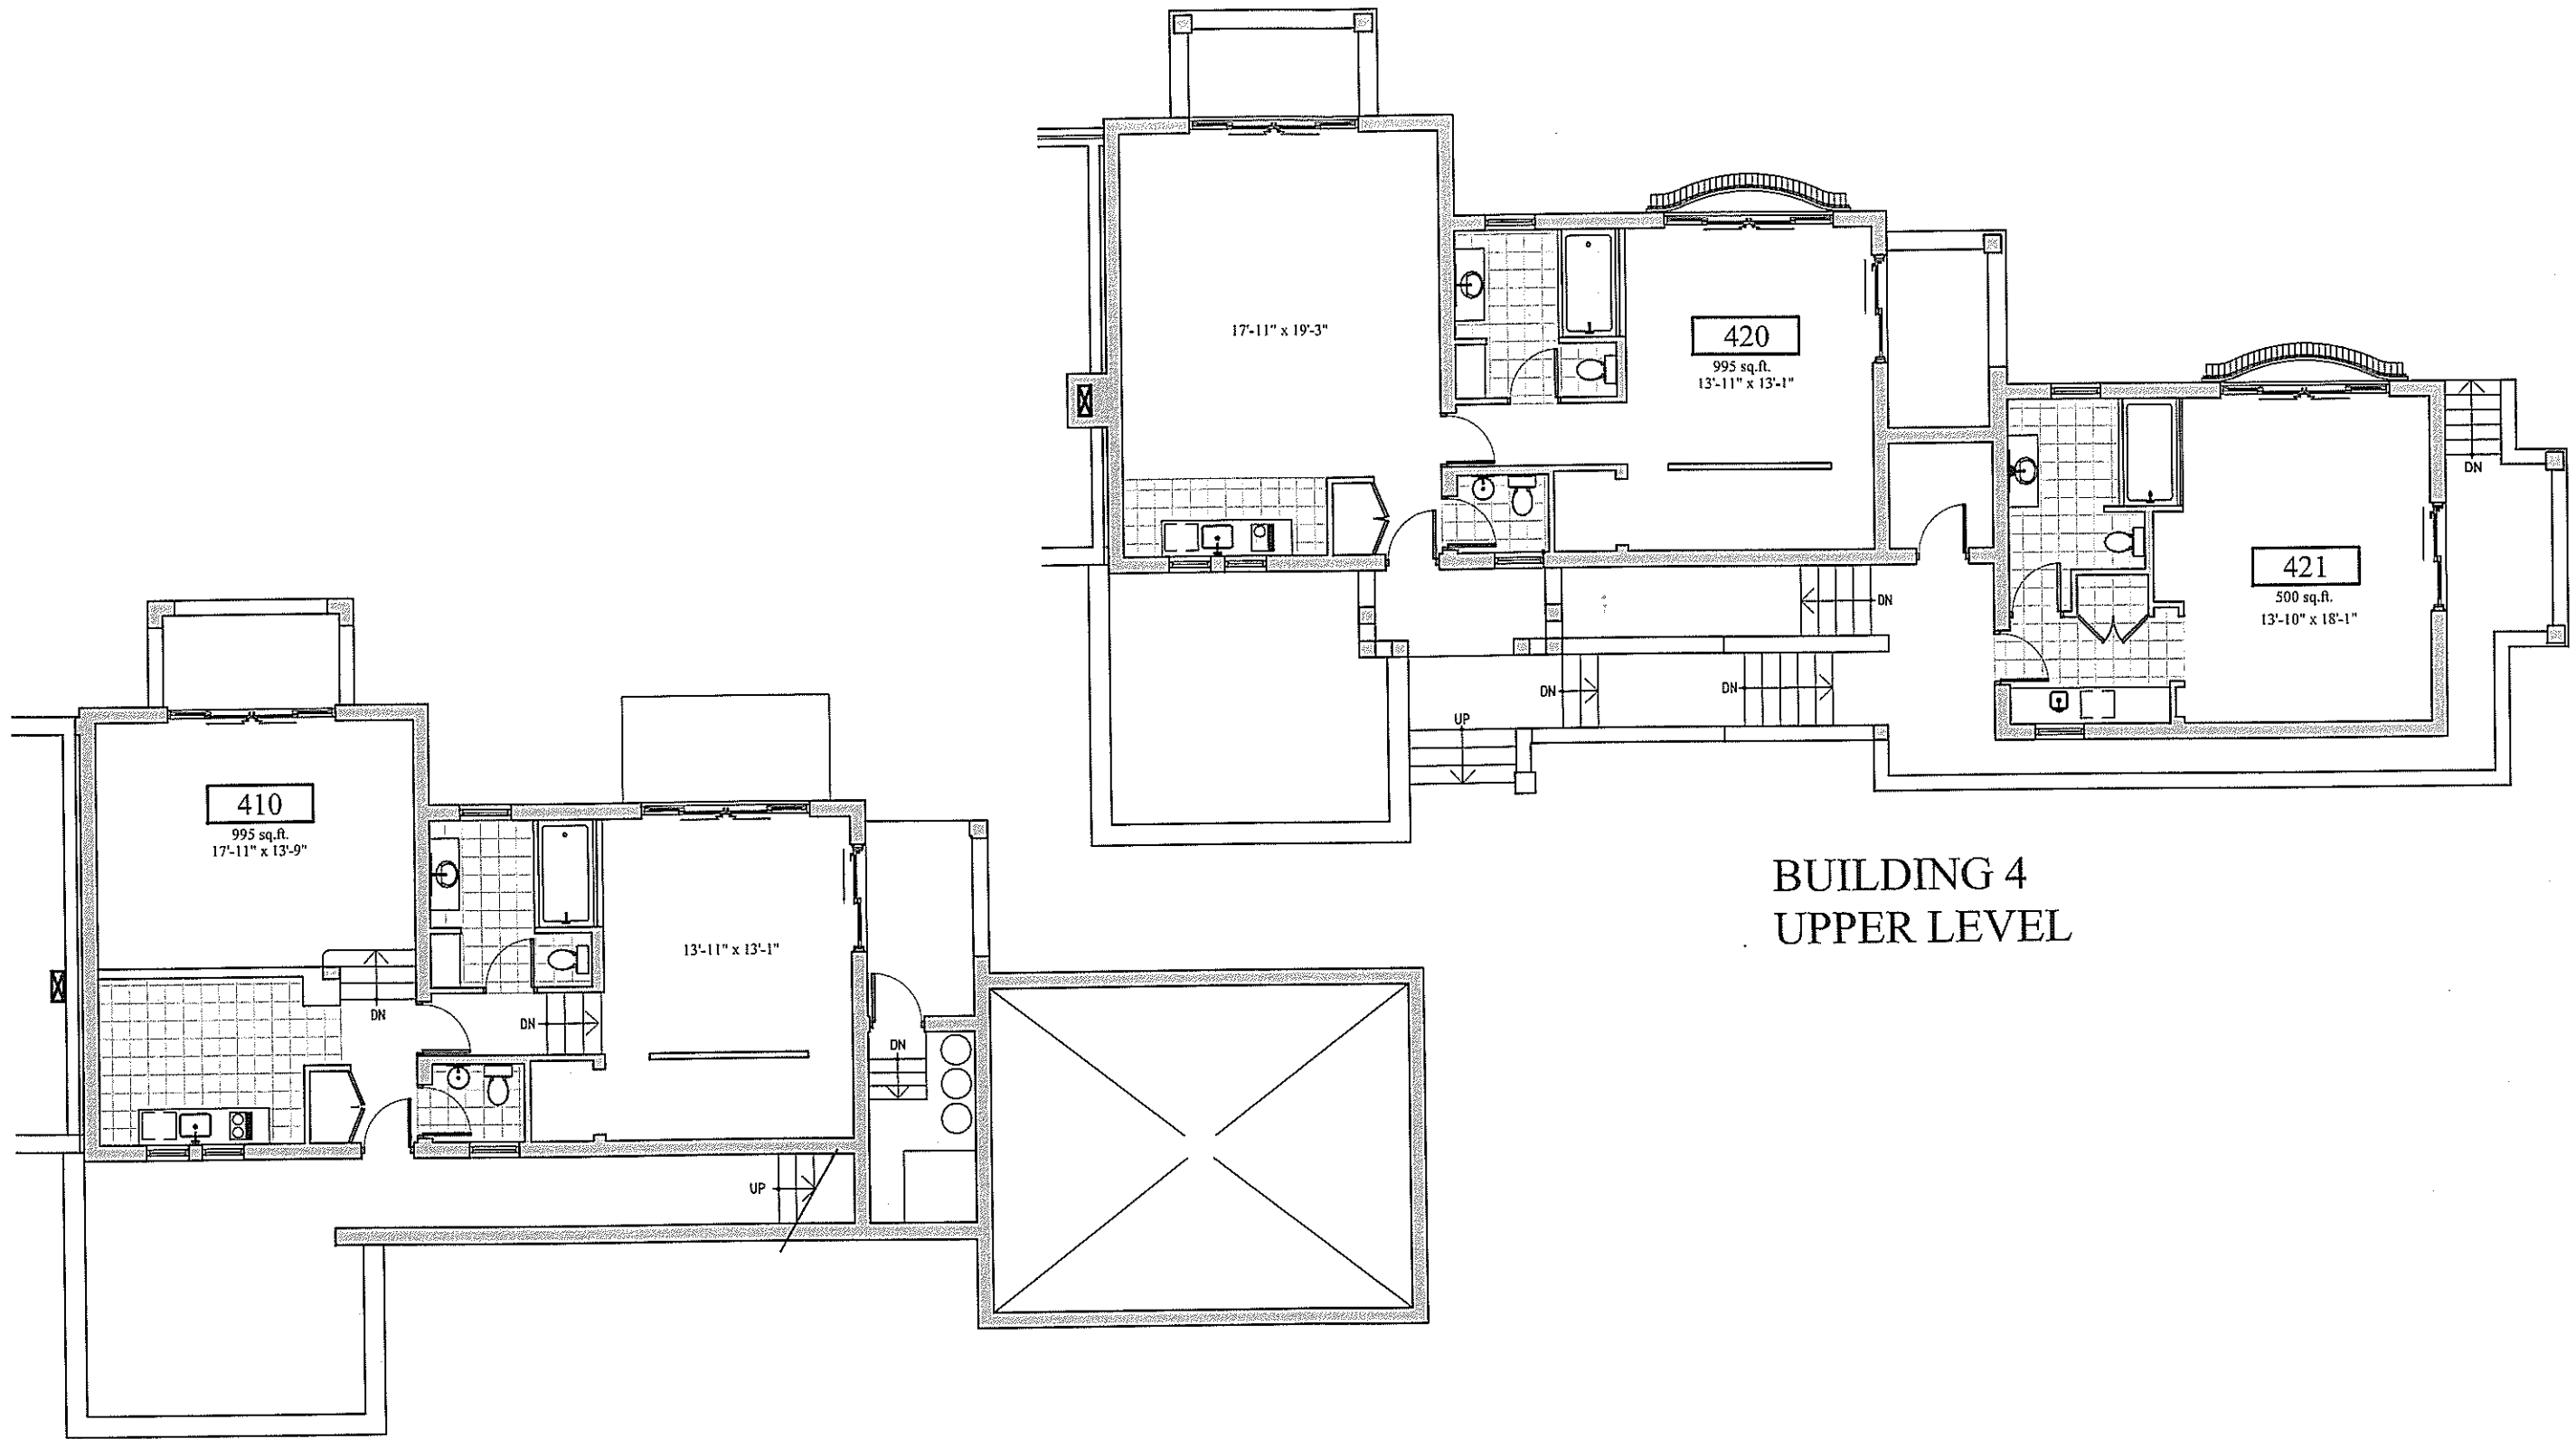 17'-11" x 19'-3"
420
995 sq.ft.
13'-11" x 13'-1"
DN
421
500 sq.ft.
13'-10" x 18'-1"
DN
DN
DN
UP
410
995 sq.ft.
17'-11" x 13'-9"
BUILDING 4
UPPER LEVEL
13'-11" x 13'-1"
DN
DN
DN
UP